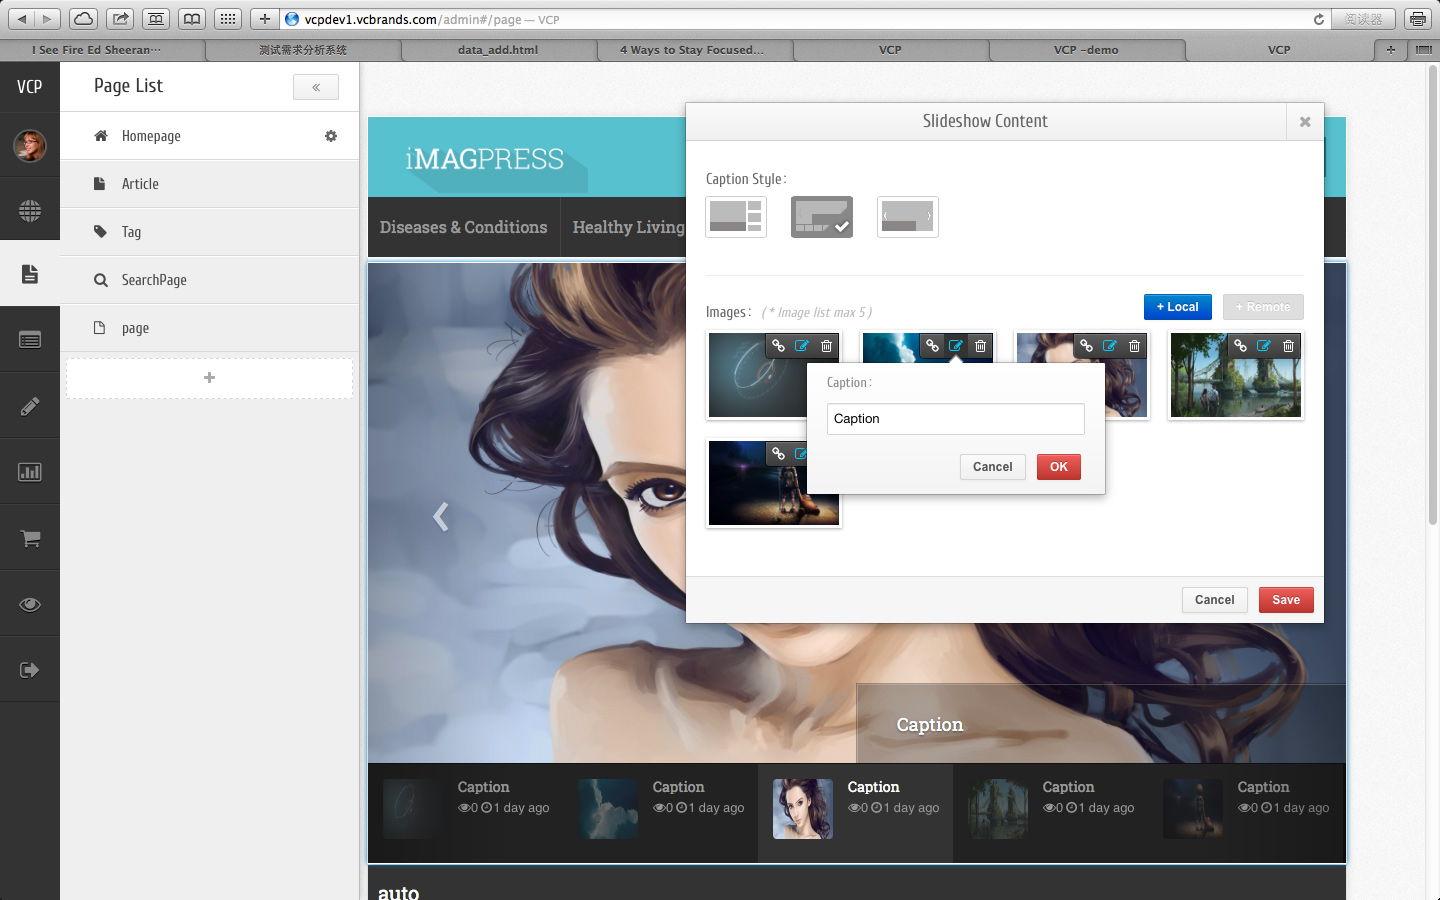 vcpdev1.vcbrands.com/admin#/page — VCP
阅读器
I See Fire Ed Sheeran…
测试需求分析系统
data_add.html
4 Ways to Stay Focused…
VCP
VCP -demo
VCP
VCP
Page List
Homepage
Article
Tag
SearchPage
page
iMAGPRESS
Diseases & Conditions
Healthy Living
Slideshow Content
Caption Style:
Images: ( * Image list max 5 )
+ Local
+ Remote
Caption:
Caption
Cancel
OK
Cancel
Save
Caption
Caption
0 1 day ago
Caption
0 1 day ago
Caption
0 1 day ago
Caption
0 1 day ago
Caption
0 1 day ago
auto